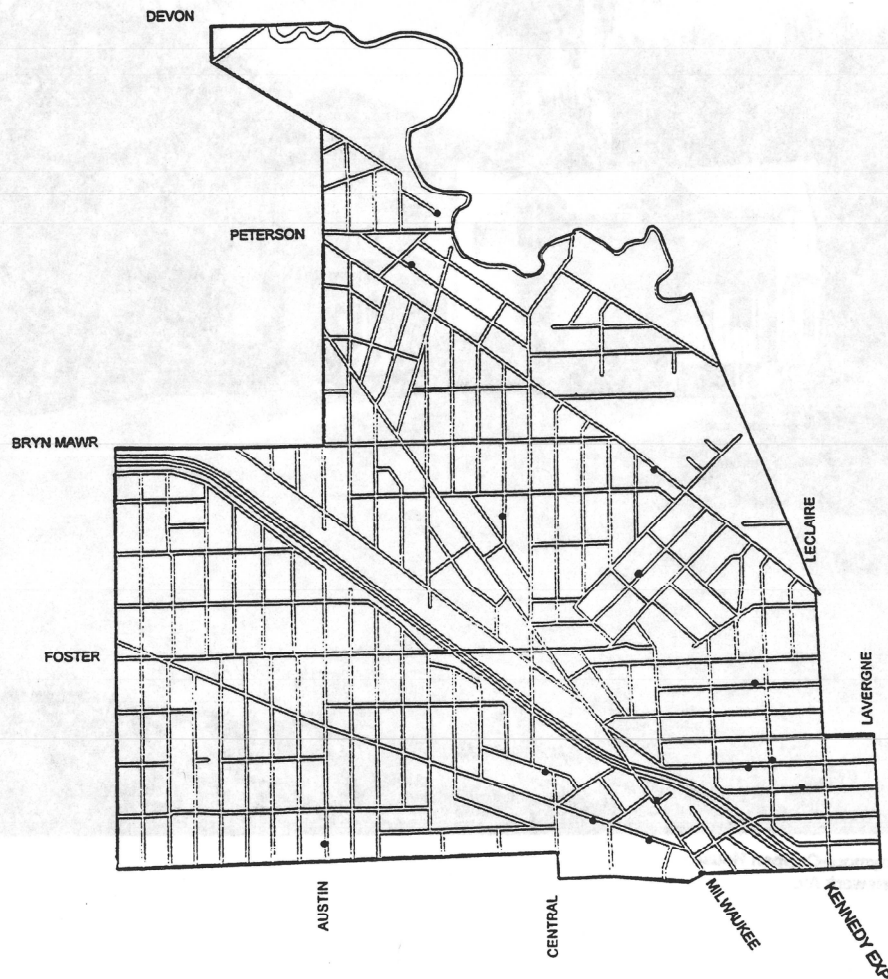 DEVON
PETERSON
BRYN MAWR
LECLAIRE
FOSTER
LAVERGNE
AUSTIN
CENTRAL
MILWAUKEE
KENNEDY EXP